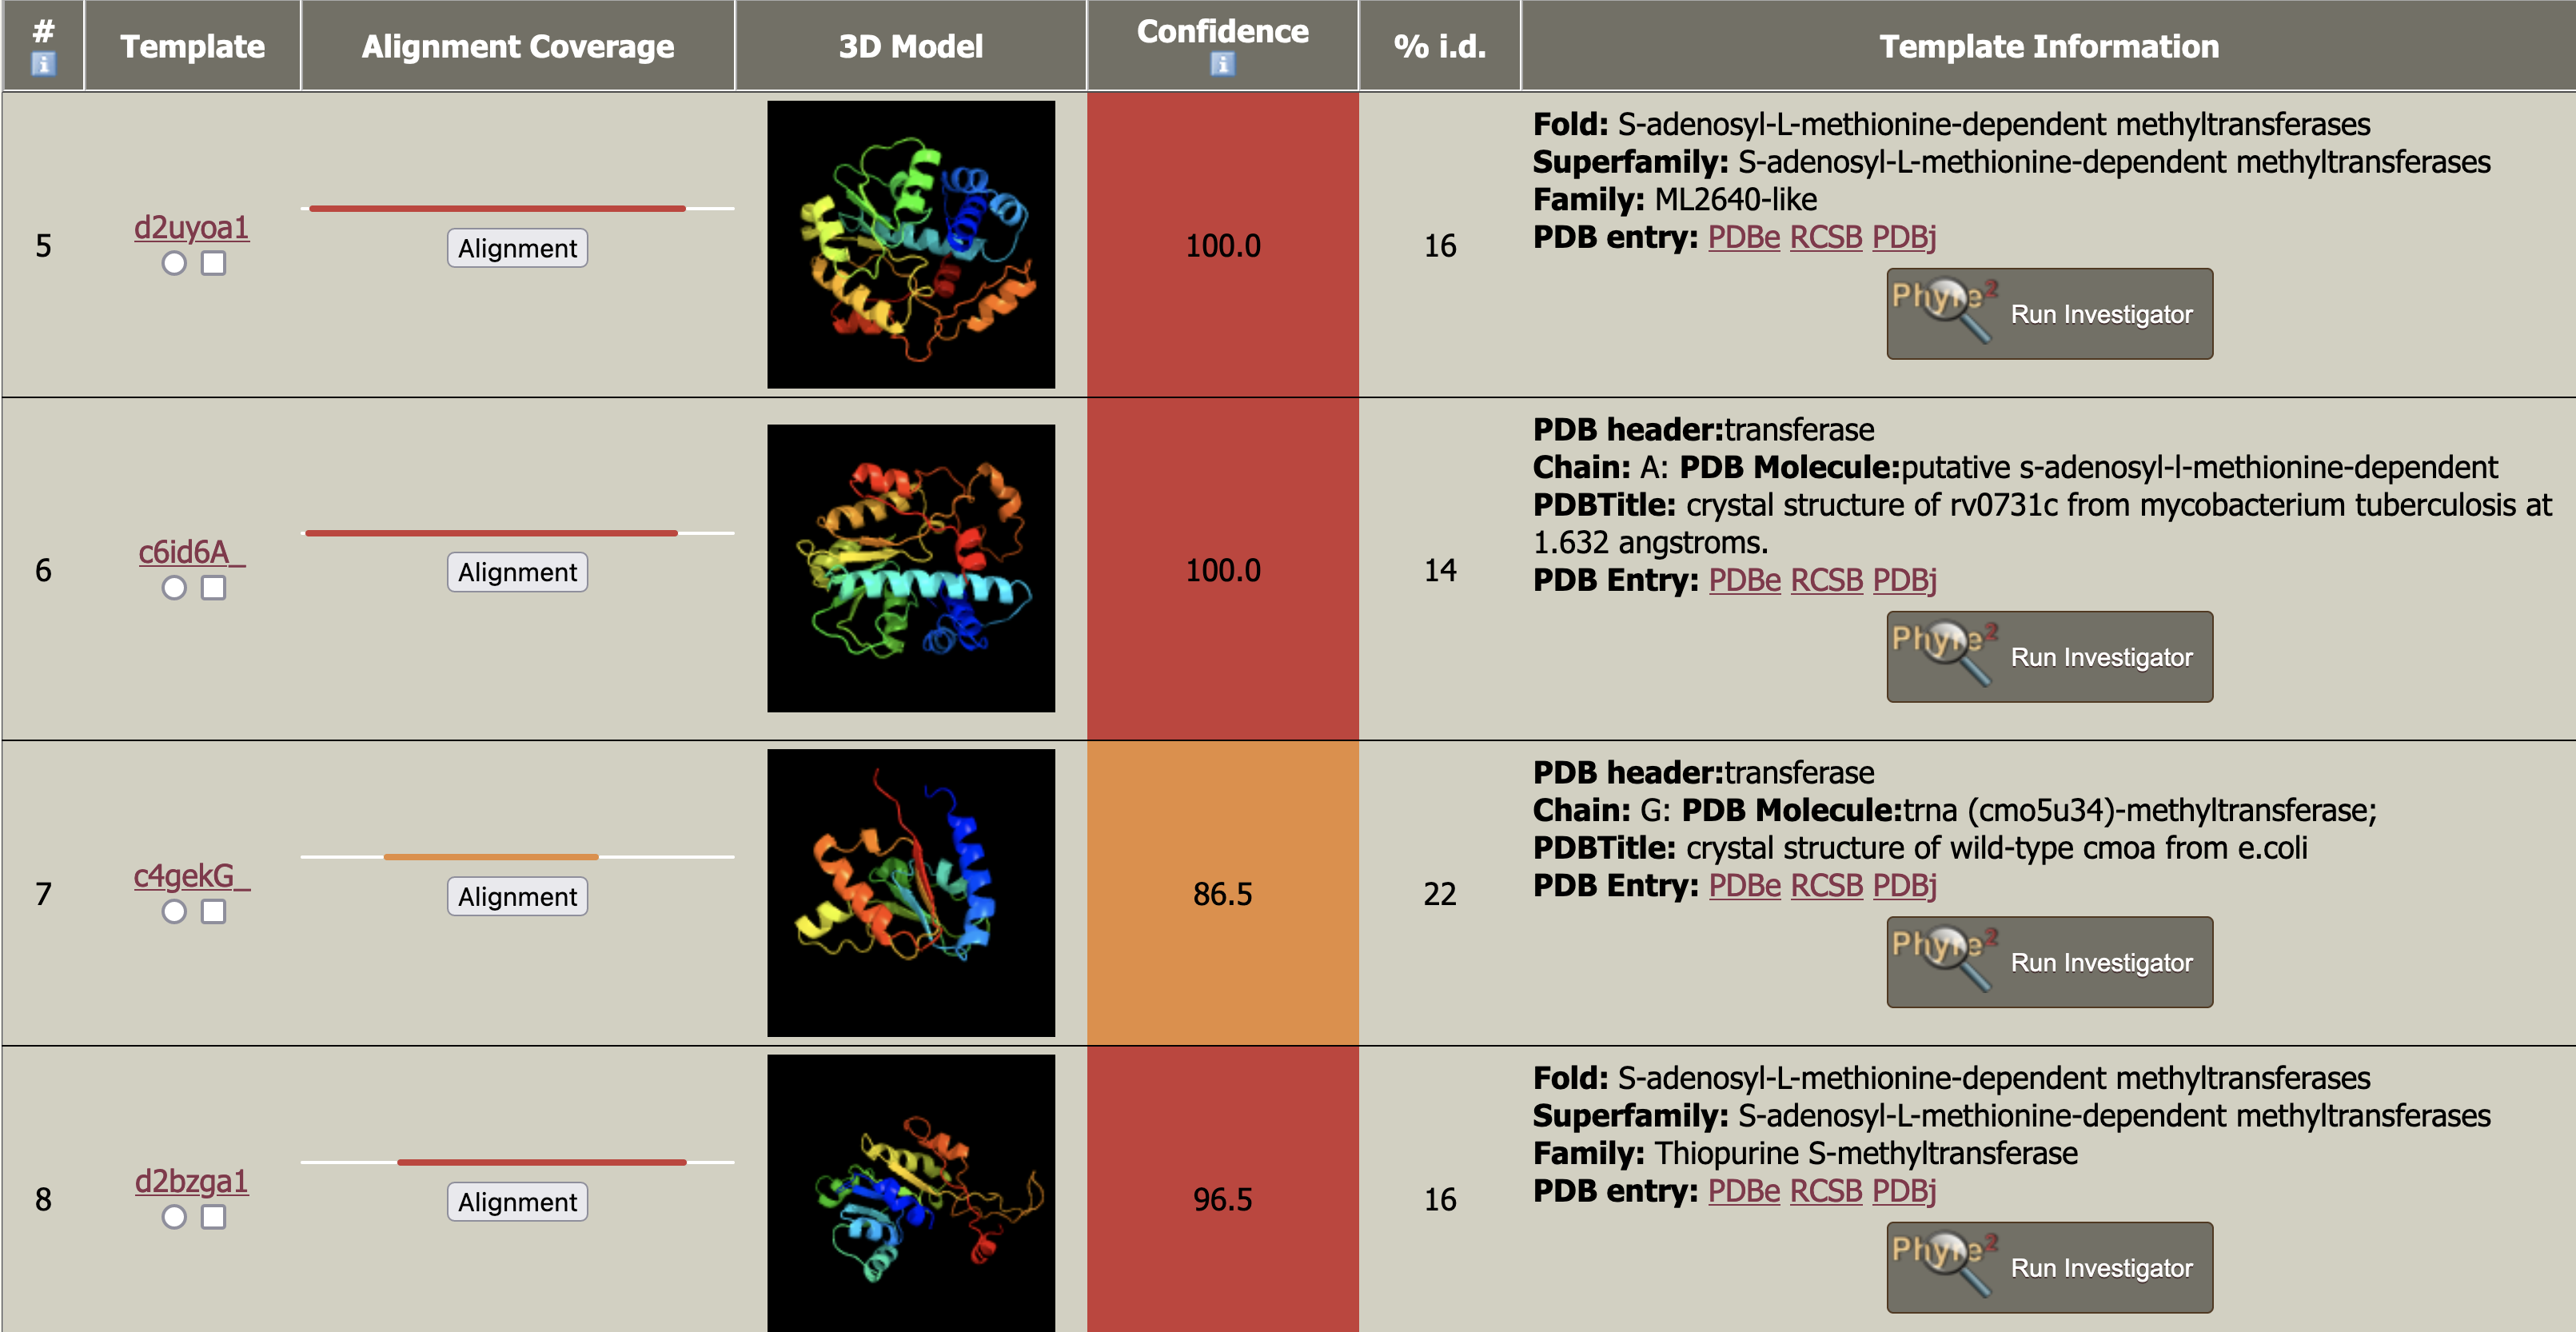 #
Template
Alignment Coverage
3D Model
Confidence
% i.d.
Template Information
5
d2uyoa1
Alignment
100.0
16
Fold: S-adenosyl-L-methionine-dependent methyltransferases
Superfamily: S-adenosyl-L-methionine-dependent methyltransferases
Family: ML2640-like
PDB entry: PDBe RCSB PDBj
Phyre2 Run Investigator
6
c6id6A_
Alignment
100.0
14
PDB header:transferase
Chain: A: PDB Molecule:putative s-adenosyl-l-methionine-dependent
PDBTitle: crystal structure of rv0731c from mycobacterium tuberculosis at
1.632 angstroms.
PDB Entry: PDBe RCSB PDBj
Phyre2 Run Investigator
7
c4gekG_
Alignment
86.5
22
PDB header:transferase
Chain: G: PDB Molecule:trna (cmo5u34)-methyltransferase;
PDBTitle: crystal structure of wild-type cmoa from e.coli
PDB Entry: PDBe RCSB PDBj
Phyre2 Run Investigator
8
d2bzga1
Alignment
96.5
16
Fold: S-adenosyl-L-methionine-dependent methyltransferases
Superfamily: S-adenosyl-L-methionine-dependent methyltransferases
Family: Thiopurine S-methyltransferase
PDB entry: PDBe RCSB PDBj
Phyre2 Run Investigator